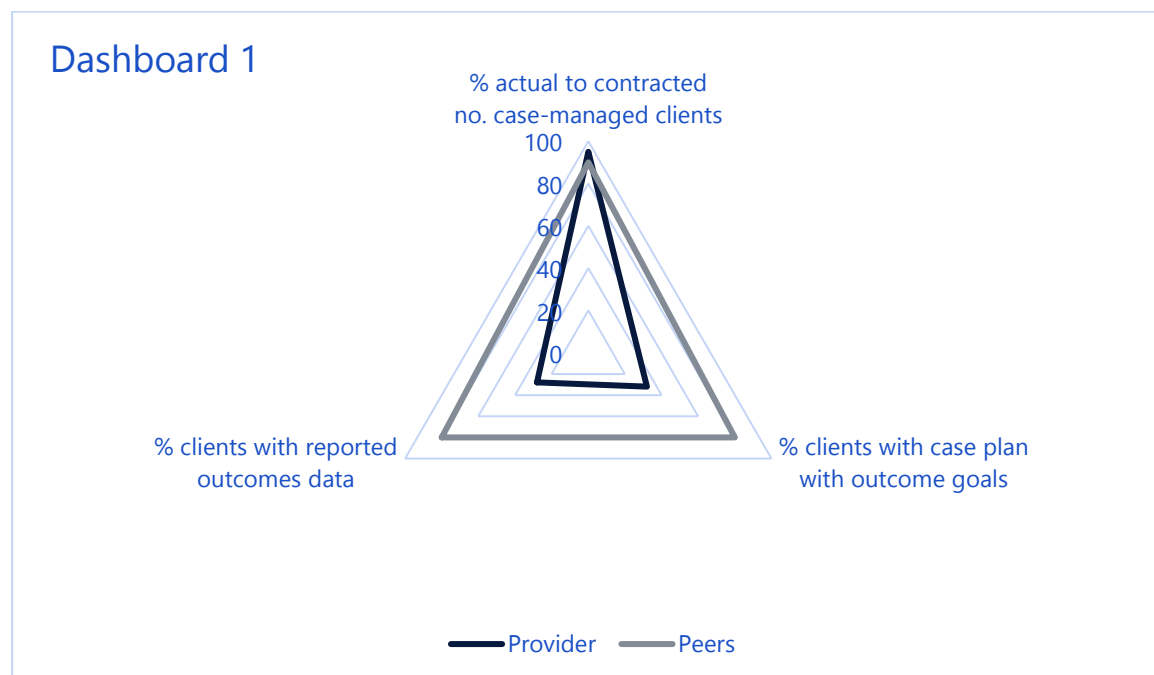 Dashboard 1
% actual to contracted
no. case-managed clients
100
80
60
40
20
0
% clients with reported
outcomes data
% clients with case plan
with outcome goals
Provider
Peers